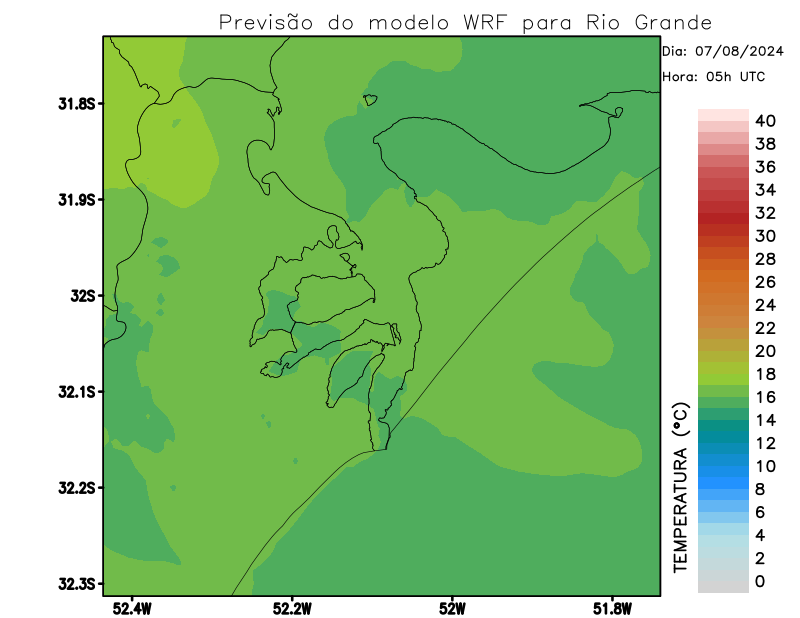 Previsão do modelo WRF para Rio Grande
Dia: 07/08/2024
Hora: 05h UTC
31.8S
31.9S
32S
32.1S
32.2S
32.3S
52.4W
52.2W
52W
51.8W
TEMPERATURA (°C)
40
38
36
34
32
30
28
26
24
22
20
18
16
14
12
10
8
6
4
2
0